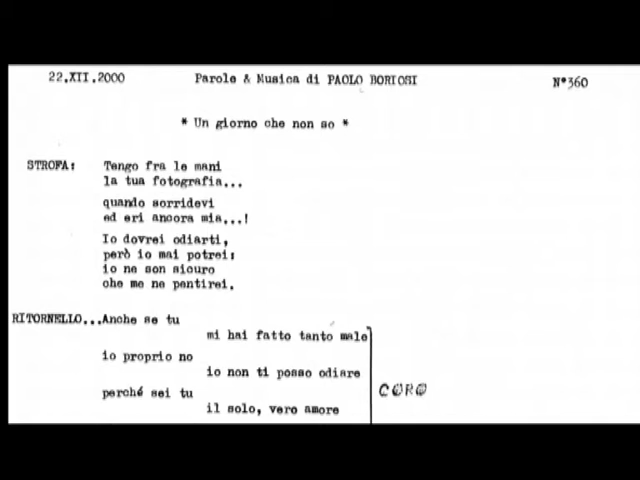 22.XII.2000 Parole & Musica di PAOLO BORIOSI N°360
* Un giorno che non so *
STROFA: Tengo fra le mani
la tua fotografia...
quando sorridevi
ed eri ancora mia...!
Io dovrei odiarti,
però io mai potrei:
io ne son sicuro
che me ne pentirei.
RITORNELLO...Anche se tu
mi hai fatto tanto male
io proprio no
io non ti posso odiare
perché sei tu
CORO
il solo, vero amore